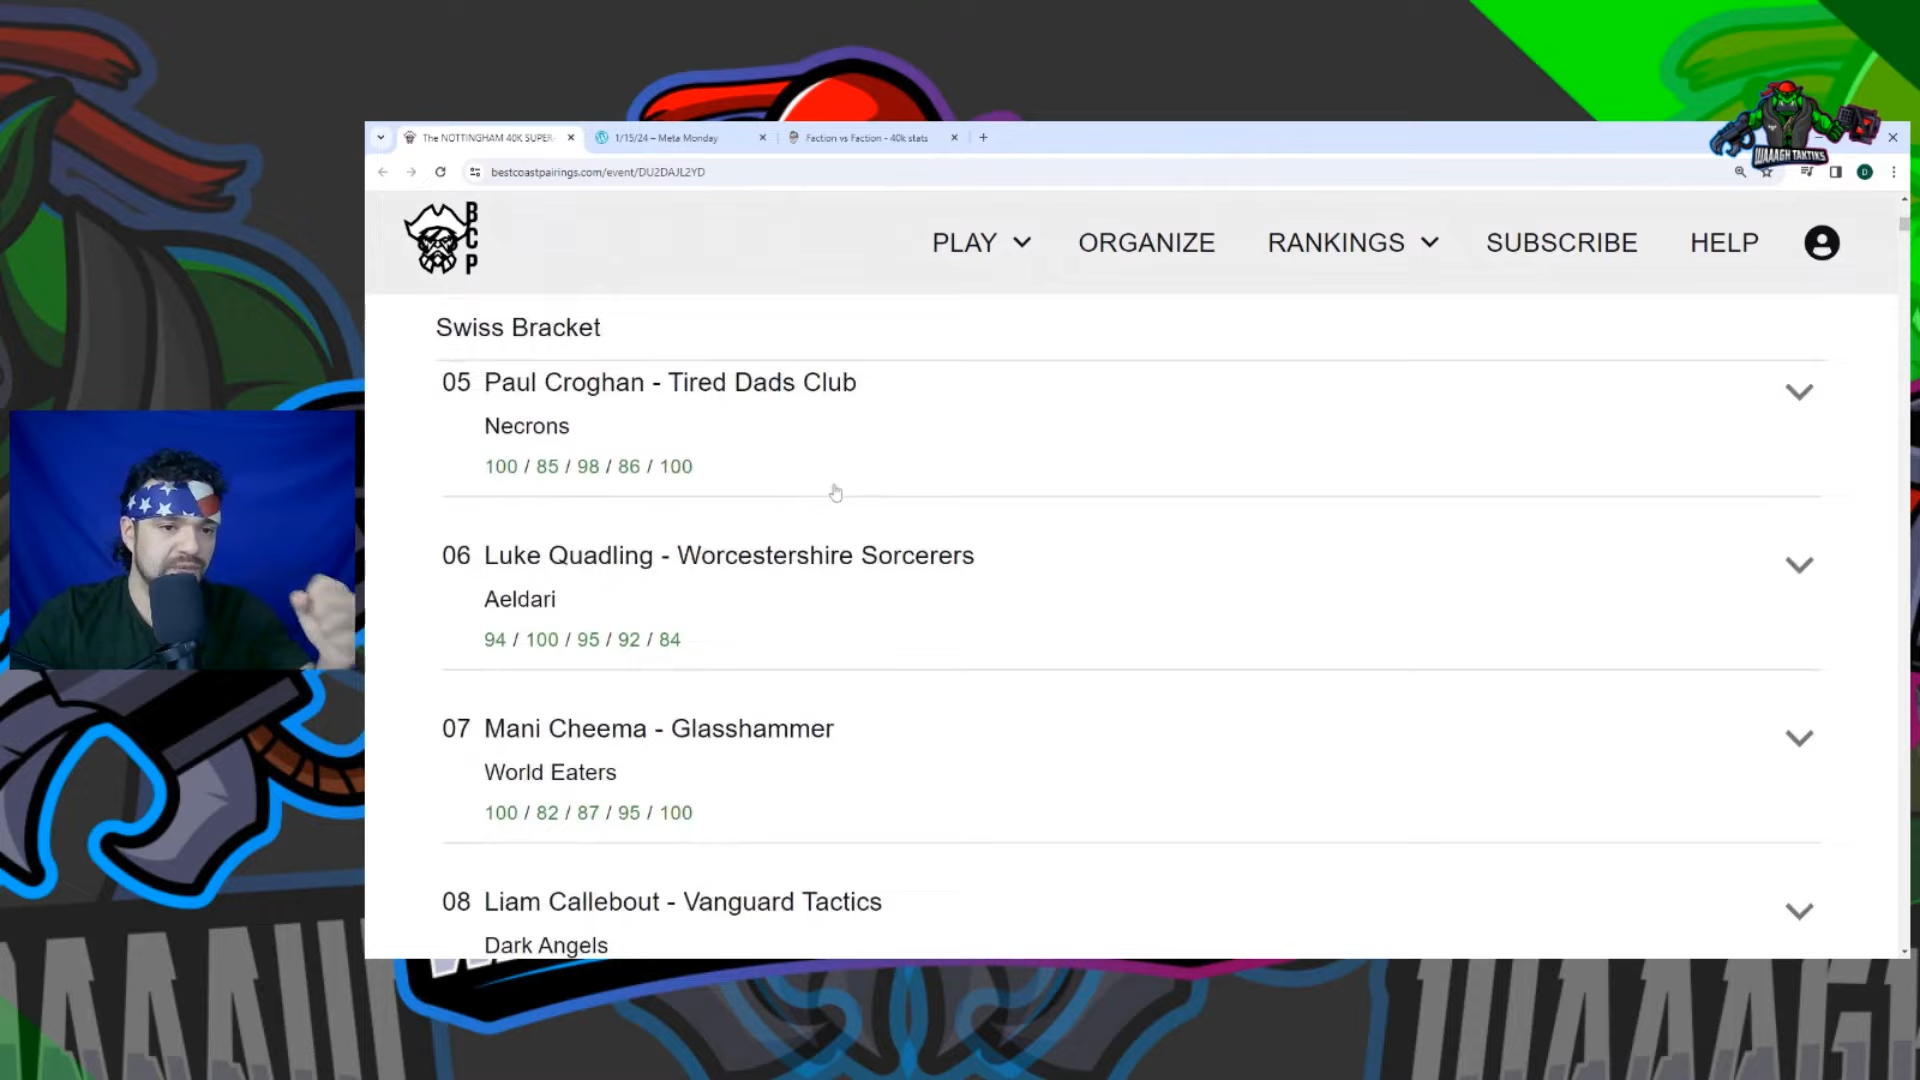 WAAAGH TAKTIKS
The NOTTINGHAM 40K SUPER-
1/15/24 – Meta Monday
Faction vs Faction - 40k stats
bestcoastpairings.com/event/DU2DAJL2YD
D
BCP
PLAY
ORGANIZE
RANKINGS
SUBSCRIBE
HELP
Swiss Bracket
05 Paul Croghan - Tired Dads Club
Necrons
100 / 85 / 98 / 86 / 100
06 Luke Quadling - Worcestershire Sorcerers
Aeldari
94 / 100 / 95 / 92 / 84
07 Mani Cheema - Glasshammer
World Eaters
100 / 82 / 87 / 95 / 100
08 Liam Callebout - Vanguard Tactics
Dark Angels